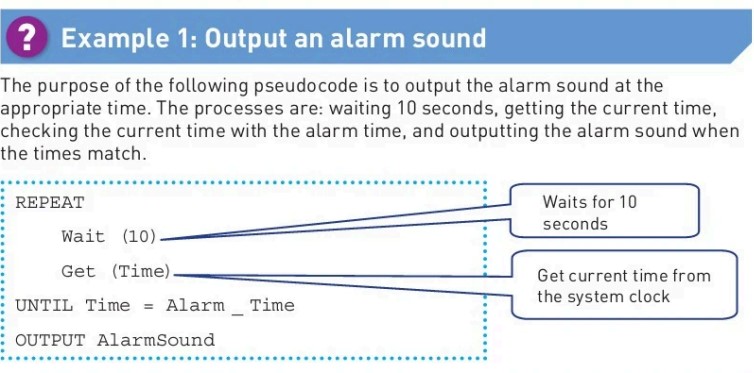 ? Example 1: Output an alarm sound
The purpose of the following pseudocode is to output the alarm sound at the
appropriate time. The processes are: waiting 10 seconds, getting the current time,
checking the current time with the alarm time, and outputting the alarm sound when
the times match.
REPEAT
Wait (10)
Waits for 10
seconds
Get (Time)
Get current time from
the system clock
UNTIL Time = Alarm _ Time
OUTPUT AlarmSound